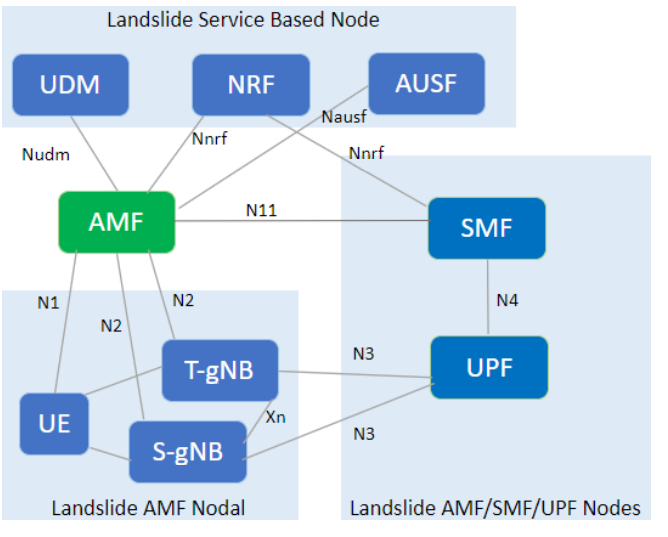 Landslide Service Based Node
UDM
NRF
AUSF
Nausf
Nnrf
Nnrf
Nudm
AMF
N11
SMF
N1
N2
N2
N4
T-gNB
N3
UPF
UE
Xn
S-gNB
N3
Landslide AMF Nodal
Landslide AMF/SMF/UPF Nodes